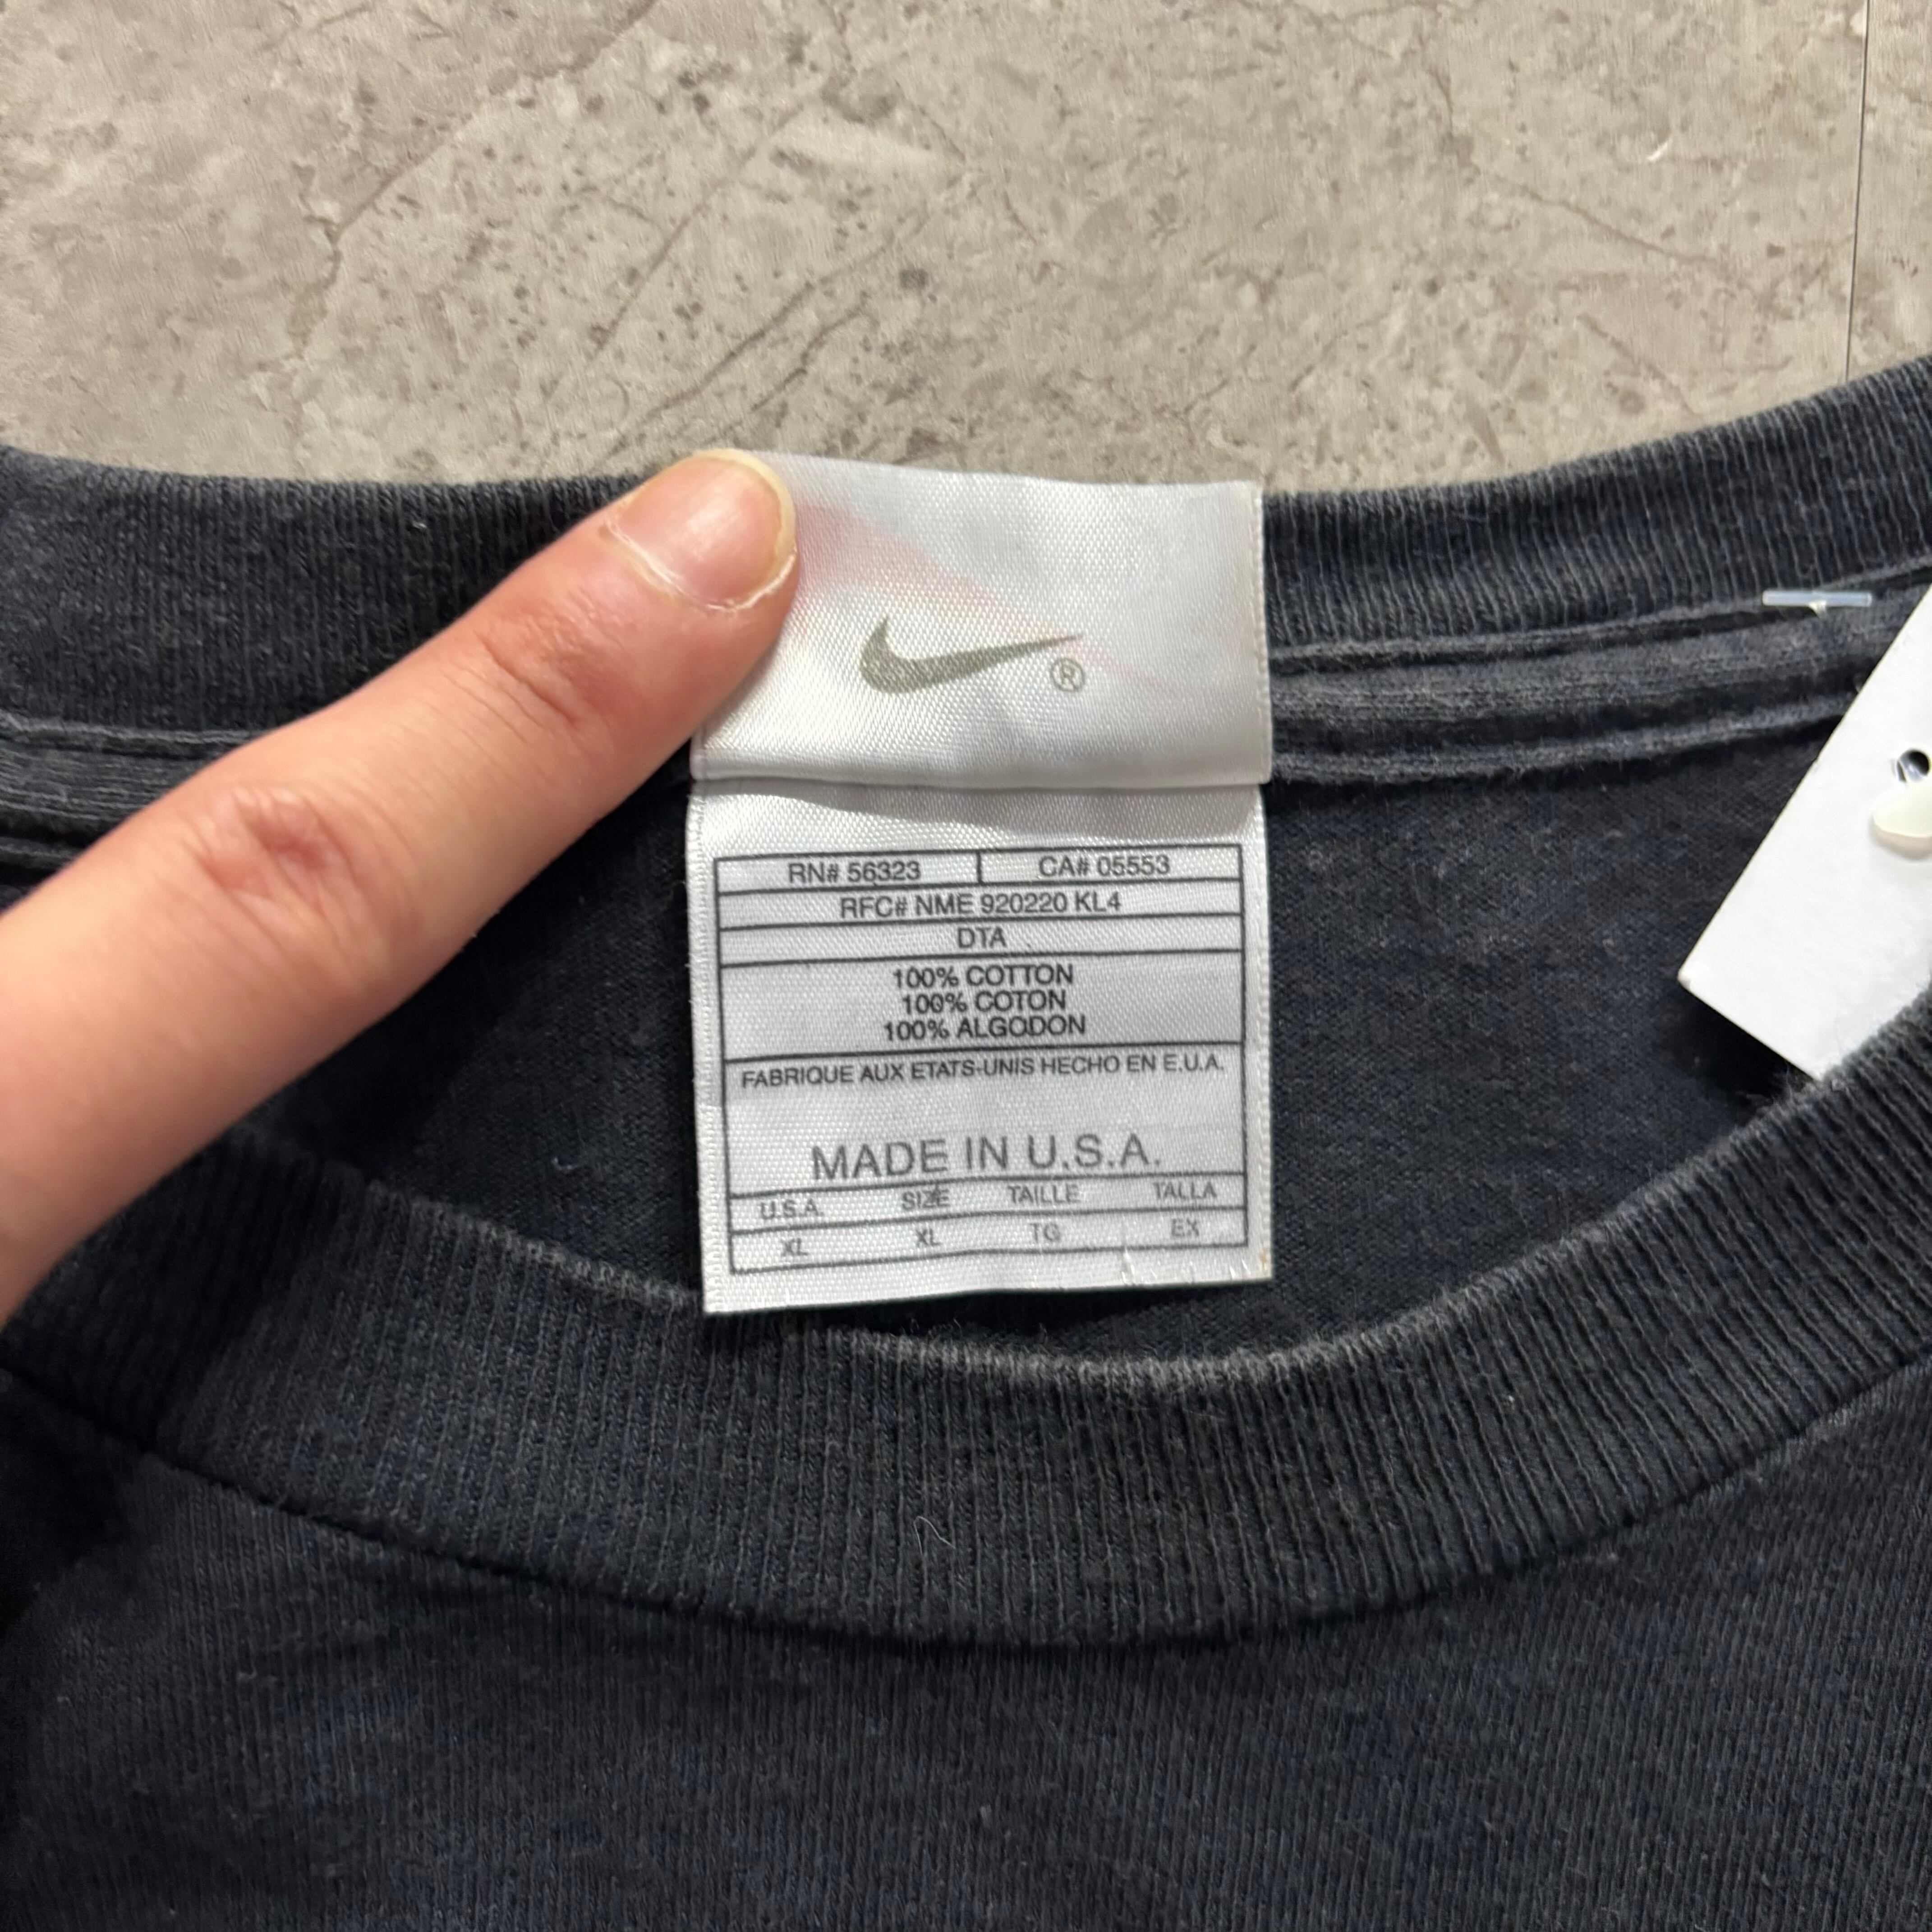 ®
RN# 56323 CA# 05553
RFC# NME 920220 KL4
DTA
100% COTTON
100% COTON
100% ALGODON
FABRIQUE AUX ETATS-UNIS HECHO EN E.U.A.
MADE IN U.S.A.
U.S.A. SIZE TAILLE TALLA
XL XL TG EX